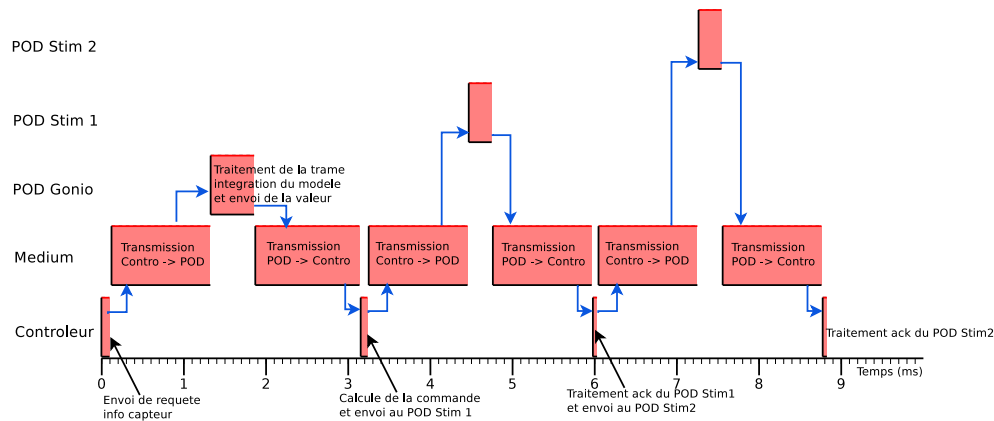 POD Stim 2
POD Stim 1
POD Gonio
Traitement de la trame
integration du modele
et envoi de la valeur
Medium
Transmission
Contro -> POD
Transmission
POD -> Contro
Transmission
Contro -> POD
Transmission
POD -> Contro
Transmission
Contro -> POD
Transmission
POD -> Contro
Controleur
Traitement ack du POD Stim2
0 1 2 3 4 5 6 7 8 9
Temps (ms)
Envoi de requete
info capteur
Calcule de la commande
et envoi au POD Stim 1
Traitement ack du POD Stim1
et envoi au POD Stim2